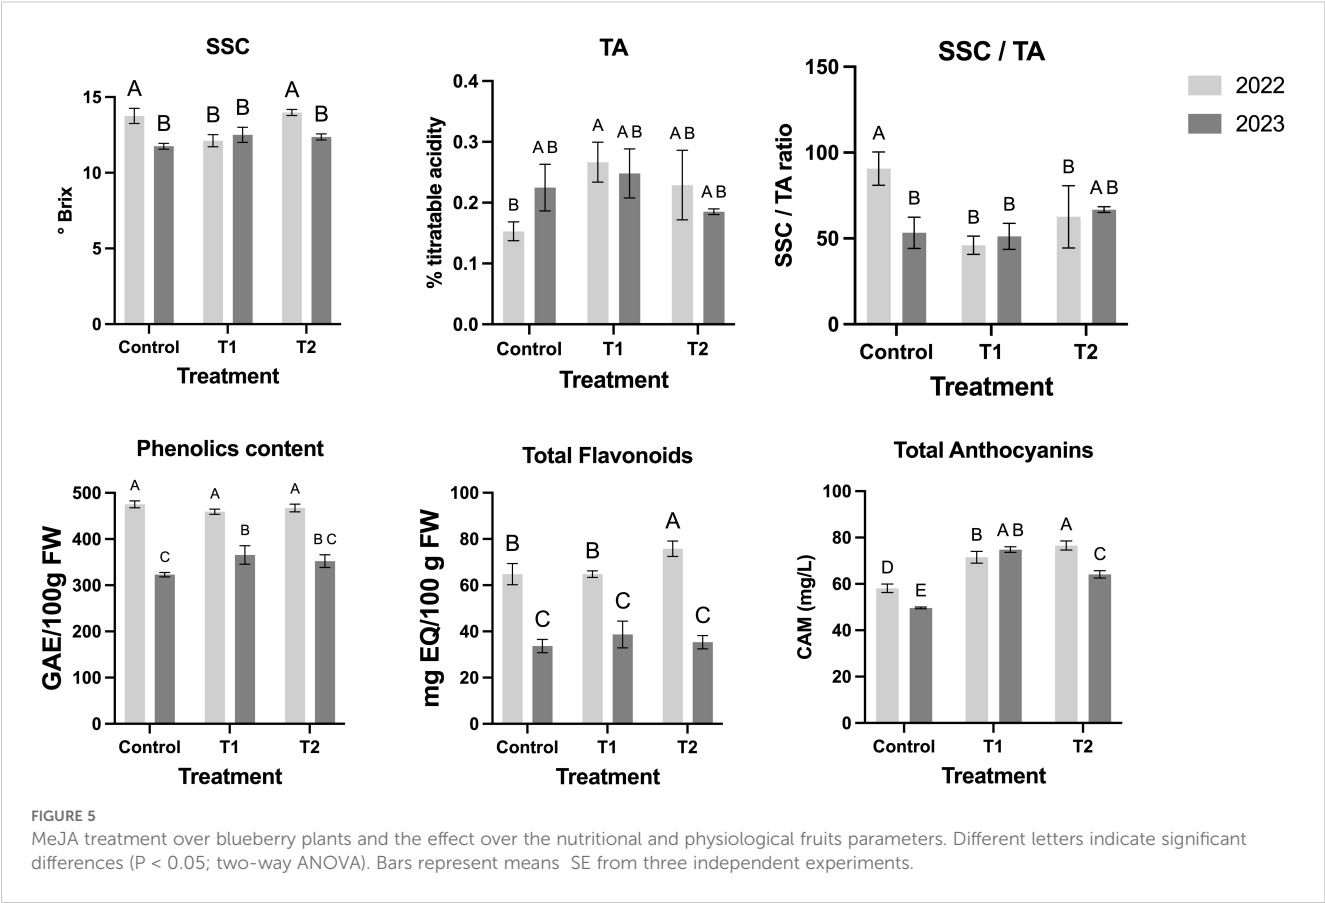 SSC
TA
SSC / TA
2022
2023
° Brix
15
10
5
0
A
B
B
B
A
B
Control
T1
T2
Treatment
% titratable acidity
0.4
0.3
0.2
0.1
0.0
B
A B
A
A B
A B
A B
Control
T1
T2
Treatment
SSC / TA ratio
150
100
50
0
A
B
B
B
B
A B
Control
T1
T2
Treatment
Phenolics content
GAE/100g FW
500
400
300
200
100
0
A
C
A
B
A
B C
Control
T1
T2
Treatment
Total Flavonoids
mg EQ/100 g FW
100
80
60
40
20
0
B
C
B
C
A
C
Control
T1
T2
Treatment
Total Anthocyanins
CAM (mg/L)
100
80
60
40
20
0
D
E
B
A B
A
C
Control
T1
T2
Treatment
FIGURE 5
MeJA treatment over blueberry plants and the effect over the nutritional and physiological fruits parameters. Different letters indicate significant
differences (P < 0.05; two-way ANOVA). Bars represent means  SE from three independent experiments.